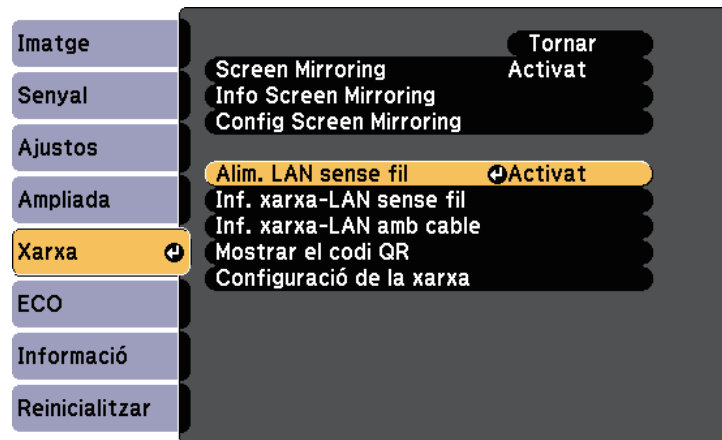 Imatge
Senyal
Ajustos
Ampliada
Xarxa
ECO
Informació
Reinicialitzar
Tornar
Screen Mirroring Activat
Info Screen Mirroring
Config Screen Mirroring
Alim. LAN sense fil Activat
Inf. xarxa-LAN sense fil
Inf. xarxa-LAN amb cable
Mostrar el codi QR
Configuració de la xarxa